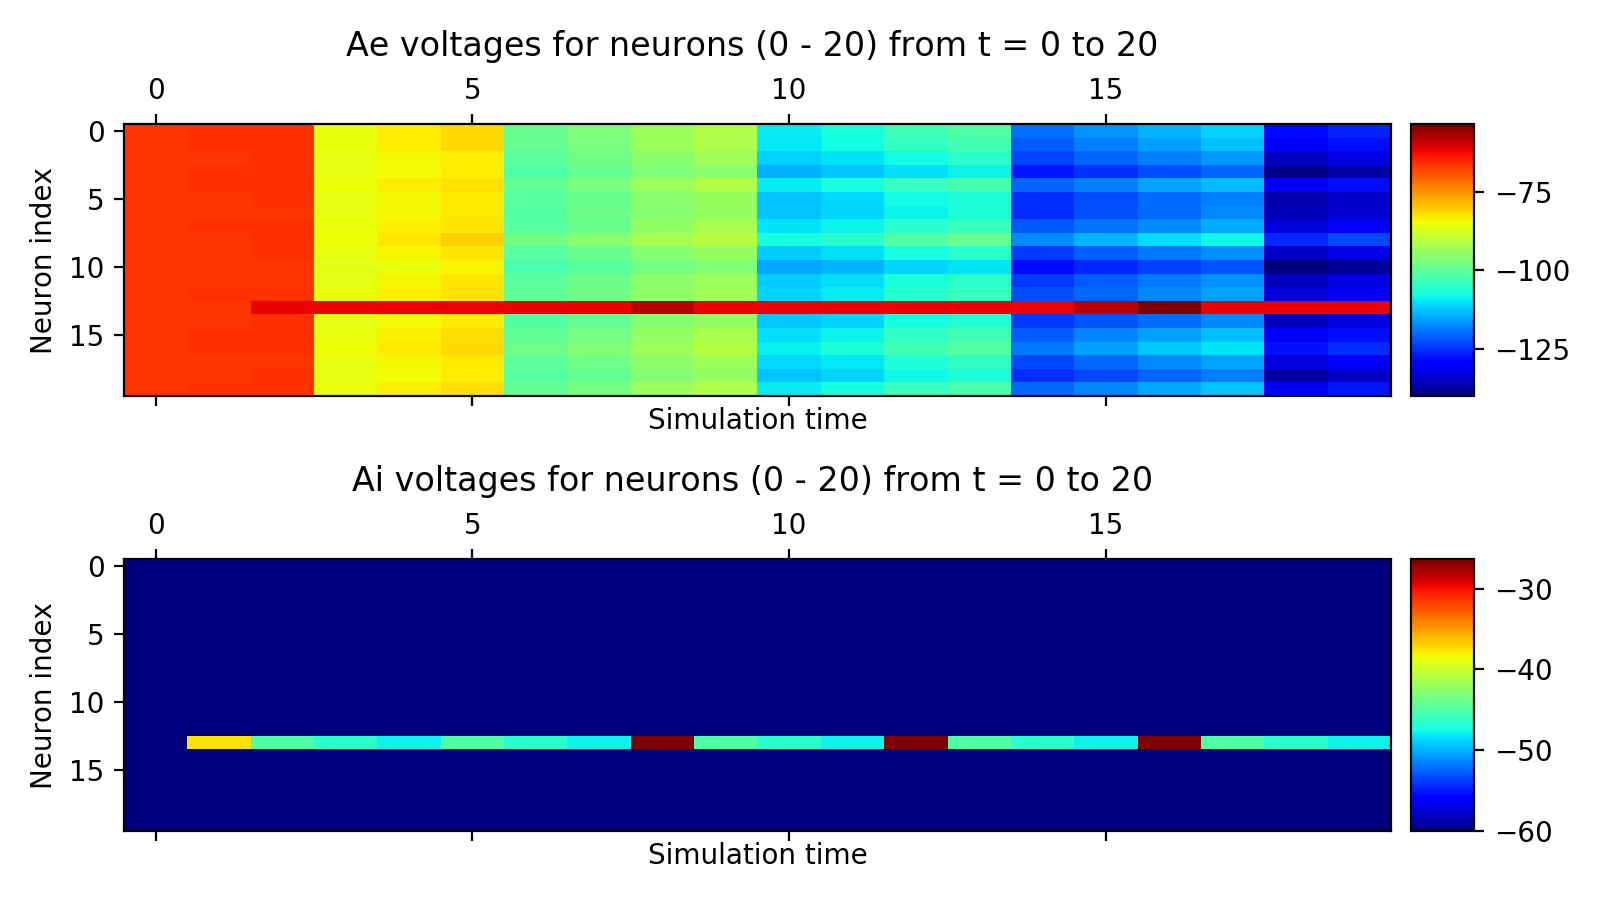 Ae voltages for neurons (0 - 20) from t = 0 to 20
0 5 10 15
Neuron index
0
5
10
15
−75
−100
−125
Simulation time
Ai voltages for neurons (0 - 20) from t = 0 to 20
0 5 10 15
Neuron index
0
5
10
15
−30
−40
−50
−60
Simulation time